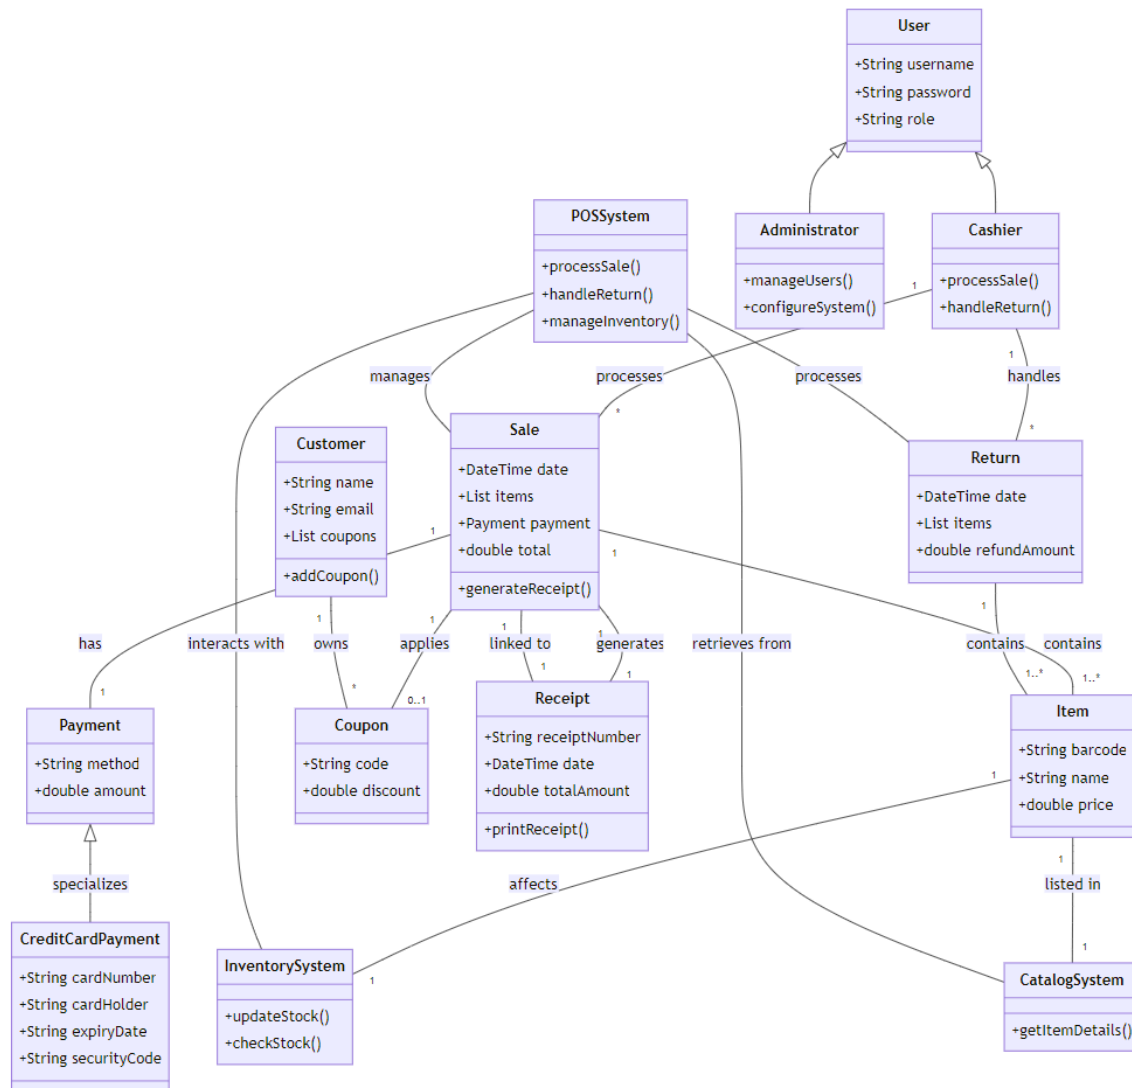 User
+String username
+String password
+String role
POSSystem
+processSale()
+handleReturn()
+manageInventory()
Administrator
+manageUsers()
+configureSystem()
Cashier
+processSale()
+handleReturn()
1
1
manages
processes
processes
handles
*
*
Customer
+String name
+String email
+List coupons
+addCoupon()
Sale
+DateTime date
+List items
+Payment payment
+double total
+generateReceipt()
Return
+DateTime date
+List items
+double refundAmount
1
1
1
1
1
1
1
has
interacts with
owns
applies
linked to
generates
retrieves from
contains
contains
1
*
0..1
1
1
1..*
1..*
Payment
+String method
+double amount
Coupon
+String code
+double discount
Receipt
+String receiptNumber
+DateTime date
+double totalAmount
+printReceipt()
Item
+String barcode
+String name
+double price
1
1
specializes
affects
listed in
1
1
CreditCardPayment
+String cardNumber
+String cardHolder
+String expiryDate
+String securityCode
InventorySystem
+updateStock()
+checkStock()
CatalogSystem
+getItemDetails()